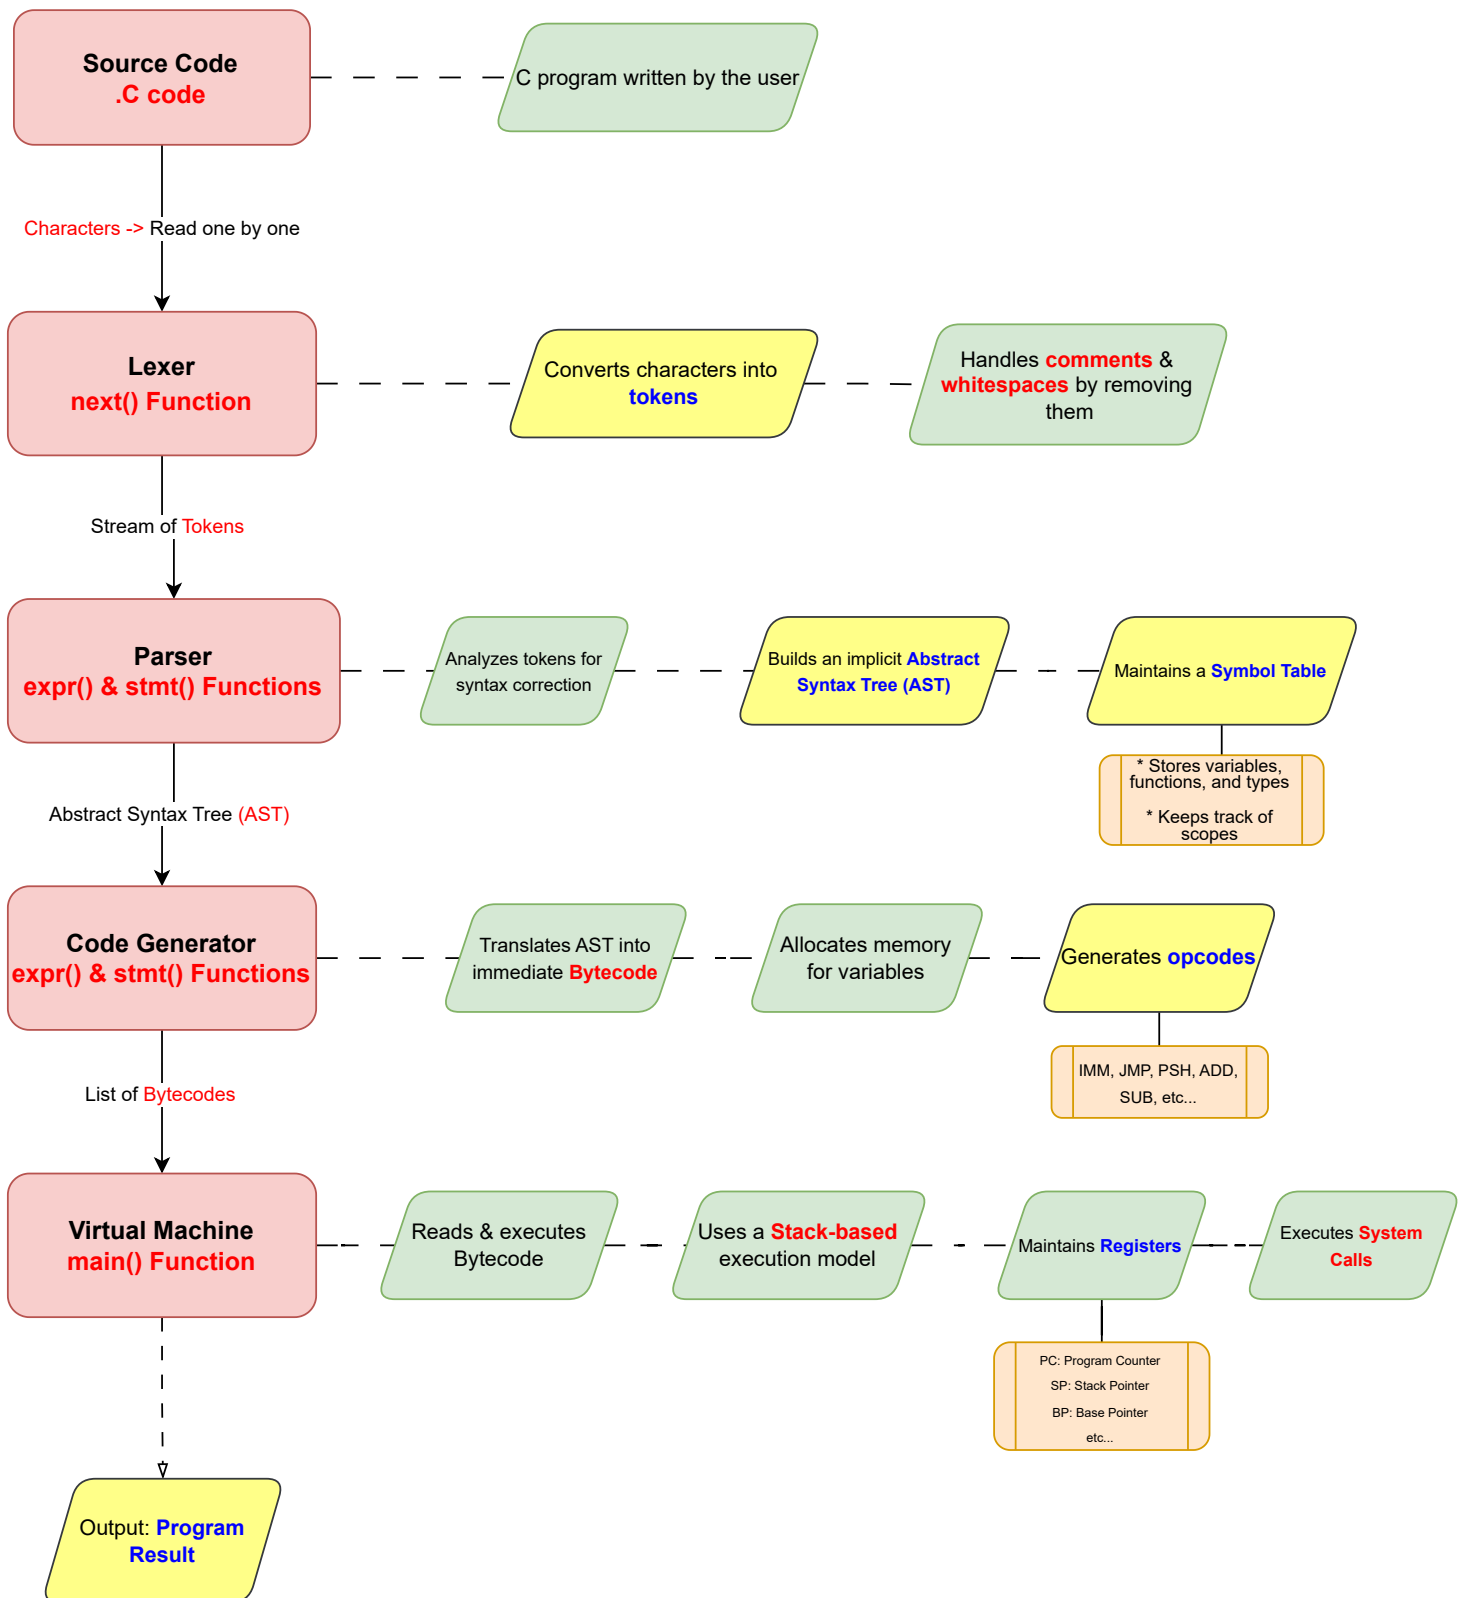 Source Code
.C code
C program written by the user
Characters -> Read one by one
Lexer
next() Function
Converts characters into
tokens
Handles comments &
whitespaces by removing
them
Stream of Tokens
Parser
expr() & stmt() Functions
Analyzes tokens for
syntax correction
Builds an implicit Abstract
Syntax Tree (AST)
Maintains a Symbol Table
* Stores variables,
functions, and types
* Keeps track of
scopes
Abstract Syntax Tree (AST)
Code Generator
expr() & stmt() Functions
Translates AST into
immediate Bytecode
Allocates memory
for variables
Generates opcodes
IMM, JMP, PSH, ADD,
SUB, etc...
List of Bytecodes
Virtual Machine
main() Function
Reads & executes
Bytecode
Uses a Stack-based
execution model
Maintains Registers
Executes System
Calls
PC: Program Counter
SP: Stack Pointer
BP: Base Pointer
etc...
Output: Program
Result